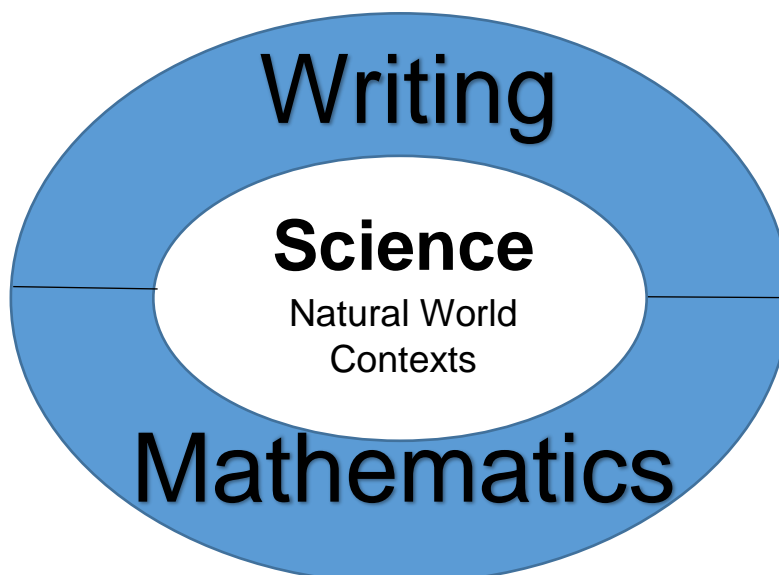 Writing
Science
Natural World
Contexts
Mathematics